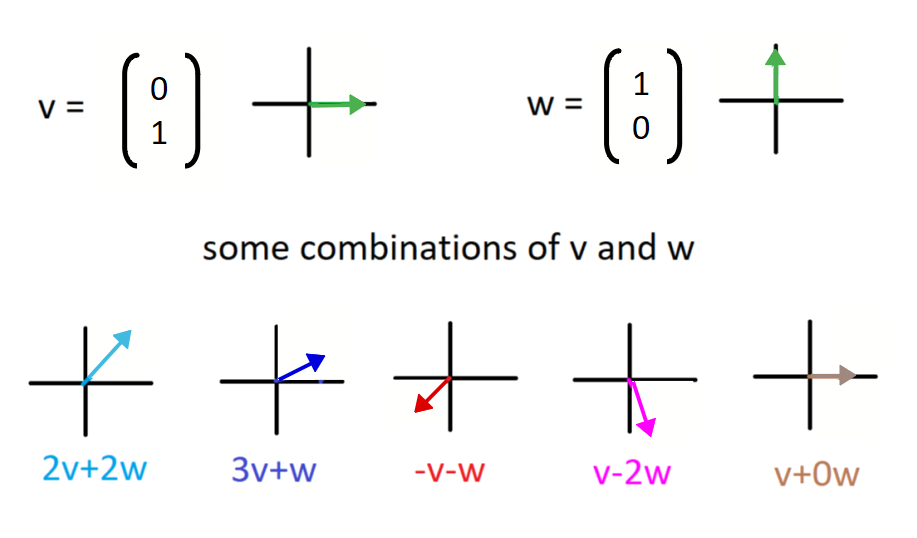 v = ( 0 1 ) w = ( 1 0 )
some combinations of v and w
2v+2w 3v+w -v-w v-2w v+0w